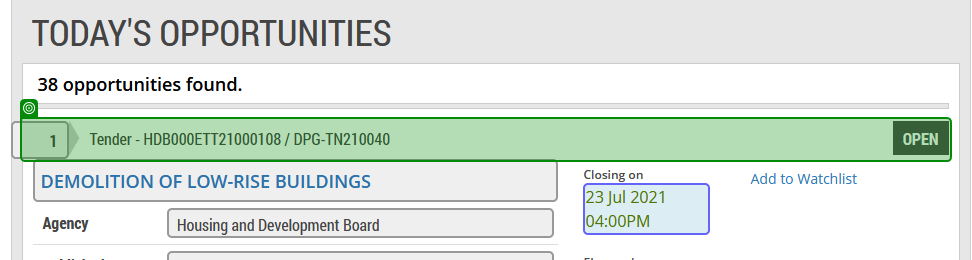 TODAY'S OPPORTUNITIES
38 opportunities found.
1 Tender - HDB000ETT21000108 / DPG-TN210040 OPEN
DEMOLITION OF LOW-RISE BUILDINGS
Closing on
Add to Watchlist
23 Jul 2021
04:00PM
Agency Housing and Development Board